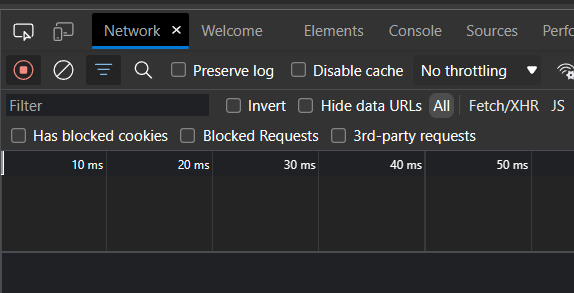 Network Welcome Elements Console Sources
Preserve log Disable cache No throttling
Filter Invert Hide data URLs All Fetch/XHR JS
Has blocked cookies Blocked Requests 3rd-party requests
10 ms 20 ms 30 ms 40 ms 50 ms